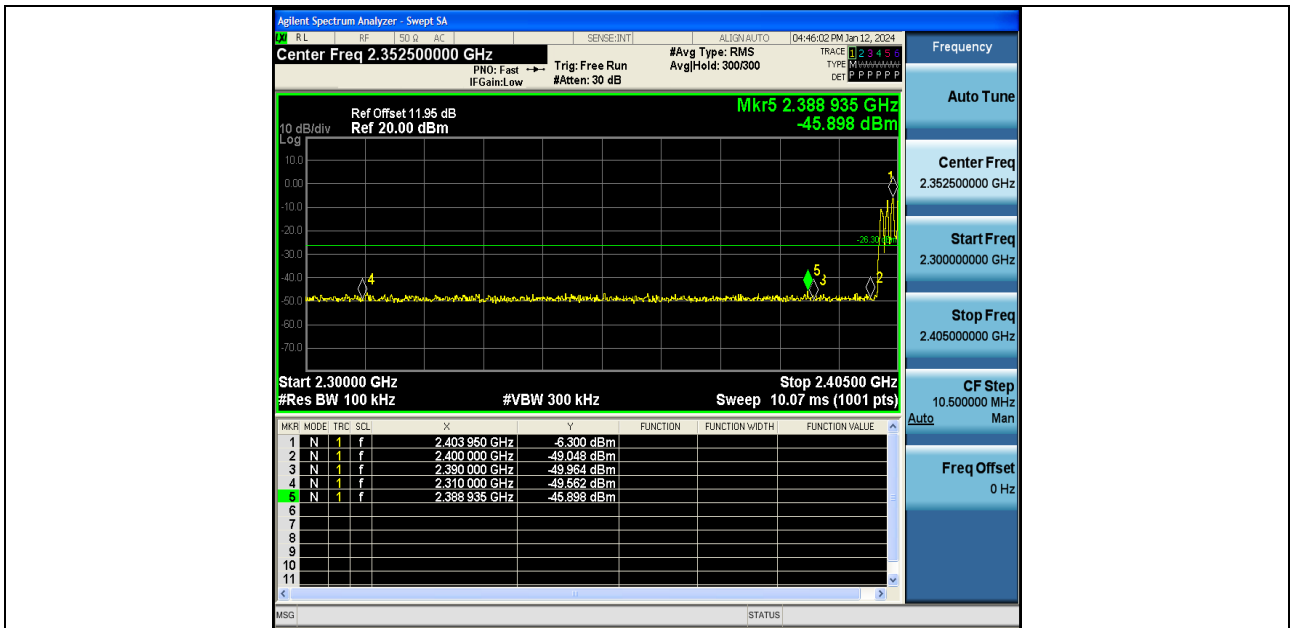 Agilent Spectrum Analyzer - Swept SA
RL RF 50 Ω AC SENSE:INT ALIGN AUTO 04:46:02 PM Jan 12, 2024
Center Freq 2.352500000 GHz
PNO: Fast
IFGain:Low
Trig: Free Run
#Atten: 30 dB
#Avg Type: RMS
Avg|Hold: 300/300
TRACE 1 2 3 4 5 6
TYPE M
DET P P P P P P
Mkr5 2.388 935 GHz
-45.898 dBm
Ref Offset 11.95 dB
10 dB/div Ref 20.00 dBm
Log
10.0
0.00
-10.0
-20.0
-30.0
-40.0
-50.0
-60.0
-70.0
1
-26.30 dBm
4
5
3
2
Start 2.30000 GHz Stop 2.40500 GHz
#Res BW 100 kHz #VBW 300 kHz Sweep 10.07 ms (1001 pts)
MKR MODE TRC SCL X Y FUNCTION FUNCTION WIDTH FUNCTION VALUE
1 N 1 f 2.403 950 GHz -6.300 dBm
2 N 1 f 2.400 000 GHz -49.048 dBm
3 N 1 f 2.390 000 GHz -49.964 dBm
4 N 1 f 2.310 000 GHz -49.562 dBm
5 N 1 f 2.388 935 GHz -45.898 dBm
6
7
8
9
10
11
MSG STATUS
Frequency
Auto Tune
Center Freq
2.352500000 GHz
Start Freq
2.300000000 GHz
Stop Freq
2.405000000 GHz
CF Step
10.500000 MHz
Auto Man
Freq Offset
0 Hz